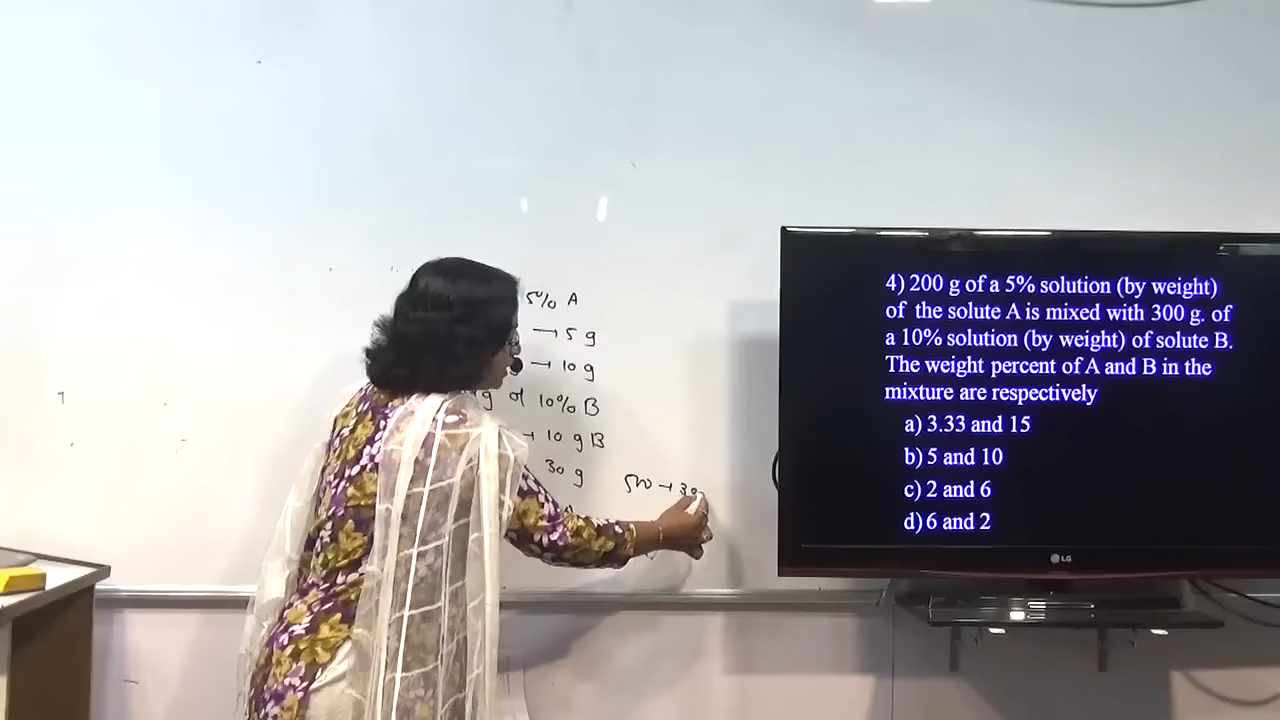 5% A
→ 5 g
→ 10 g
g of 10% B
→ 10 g B
30 g
500 → 30
4) 200 g of a 5% solution (by weight)
of the solute A is mixed with 300 g. of
a 10% solution (by weight) of solute B.
The weight percent of A and B in the
mixture are respectively
a) 3.33 and 15
b) 5 and 10
c) 2 and 6
d) 6 and 2
LG